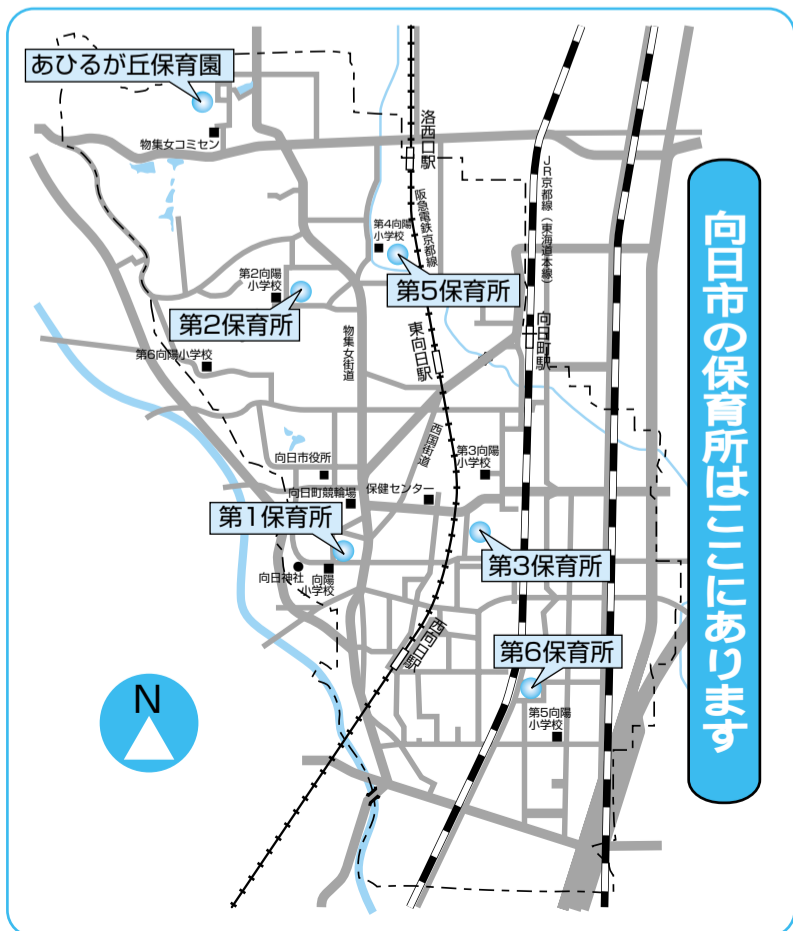 あひるが丘保育園
物集女コミセン
洛西口駅
阪急電鉄京都線
JR京都線(東海道本線)
第4向陽
小学校
第5保育所
第2向陽
小学校
第2保育所
物集女街道
東向日駅
向日町駅
第6向陽小学校
西国街道
向日市役所
第3向陽
小学校
向日町競輪場
保健センター
第1保育所
第3保育所
向日神社
向陽
小学校
西向日駅
第6保育所
第5向陽
小学校
N
向日市の保育所はここにあります